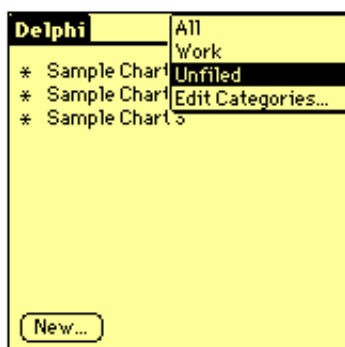 Delphi
All
Work
Unfiled
Edit Categories...
* Sample Chart
* Sample Chart
* Sample Chart 3
New...